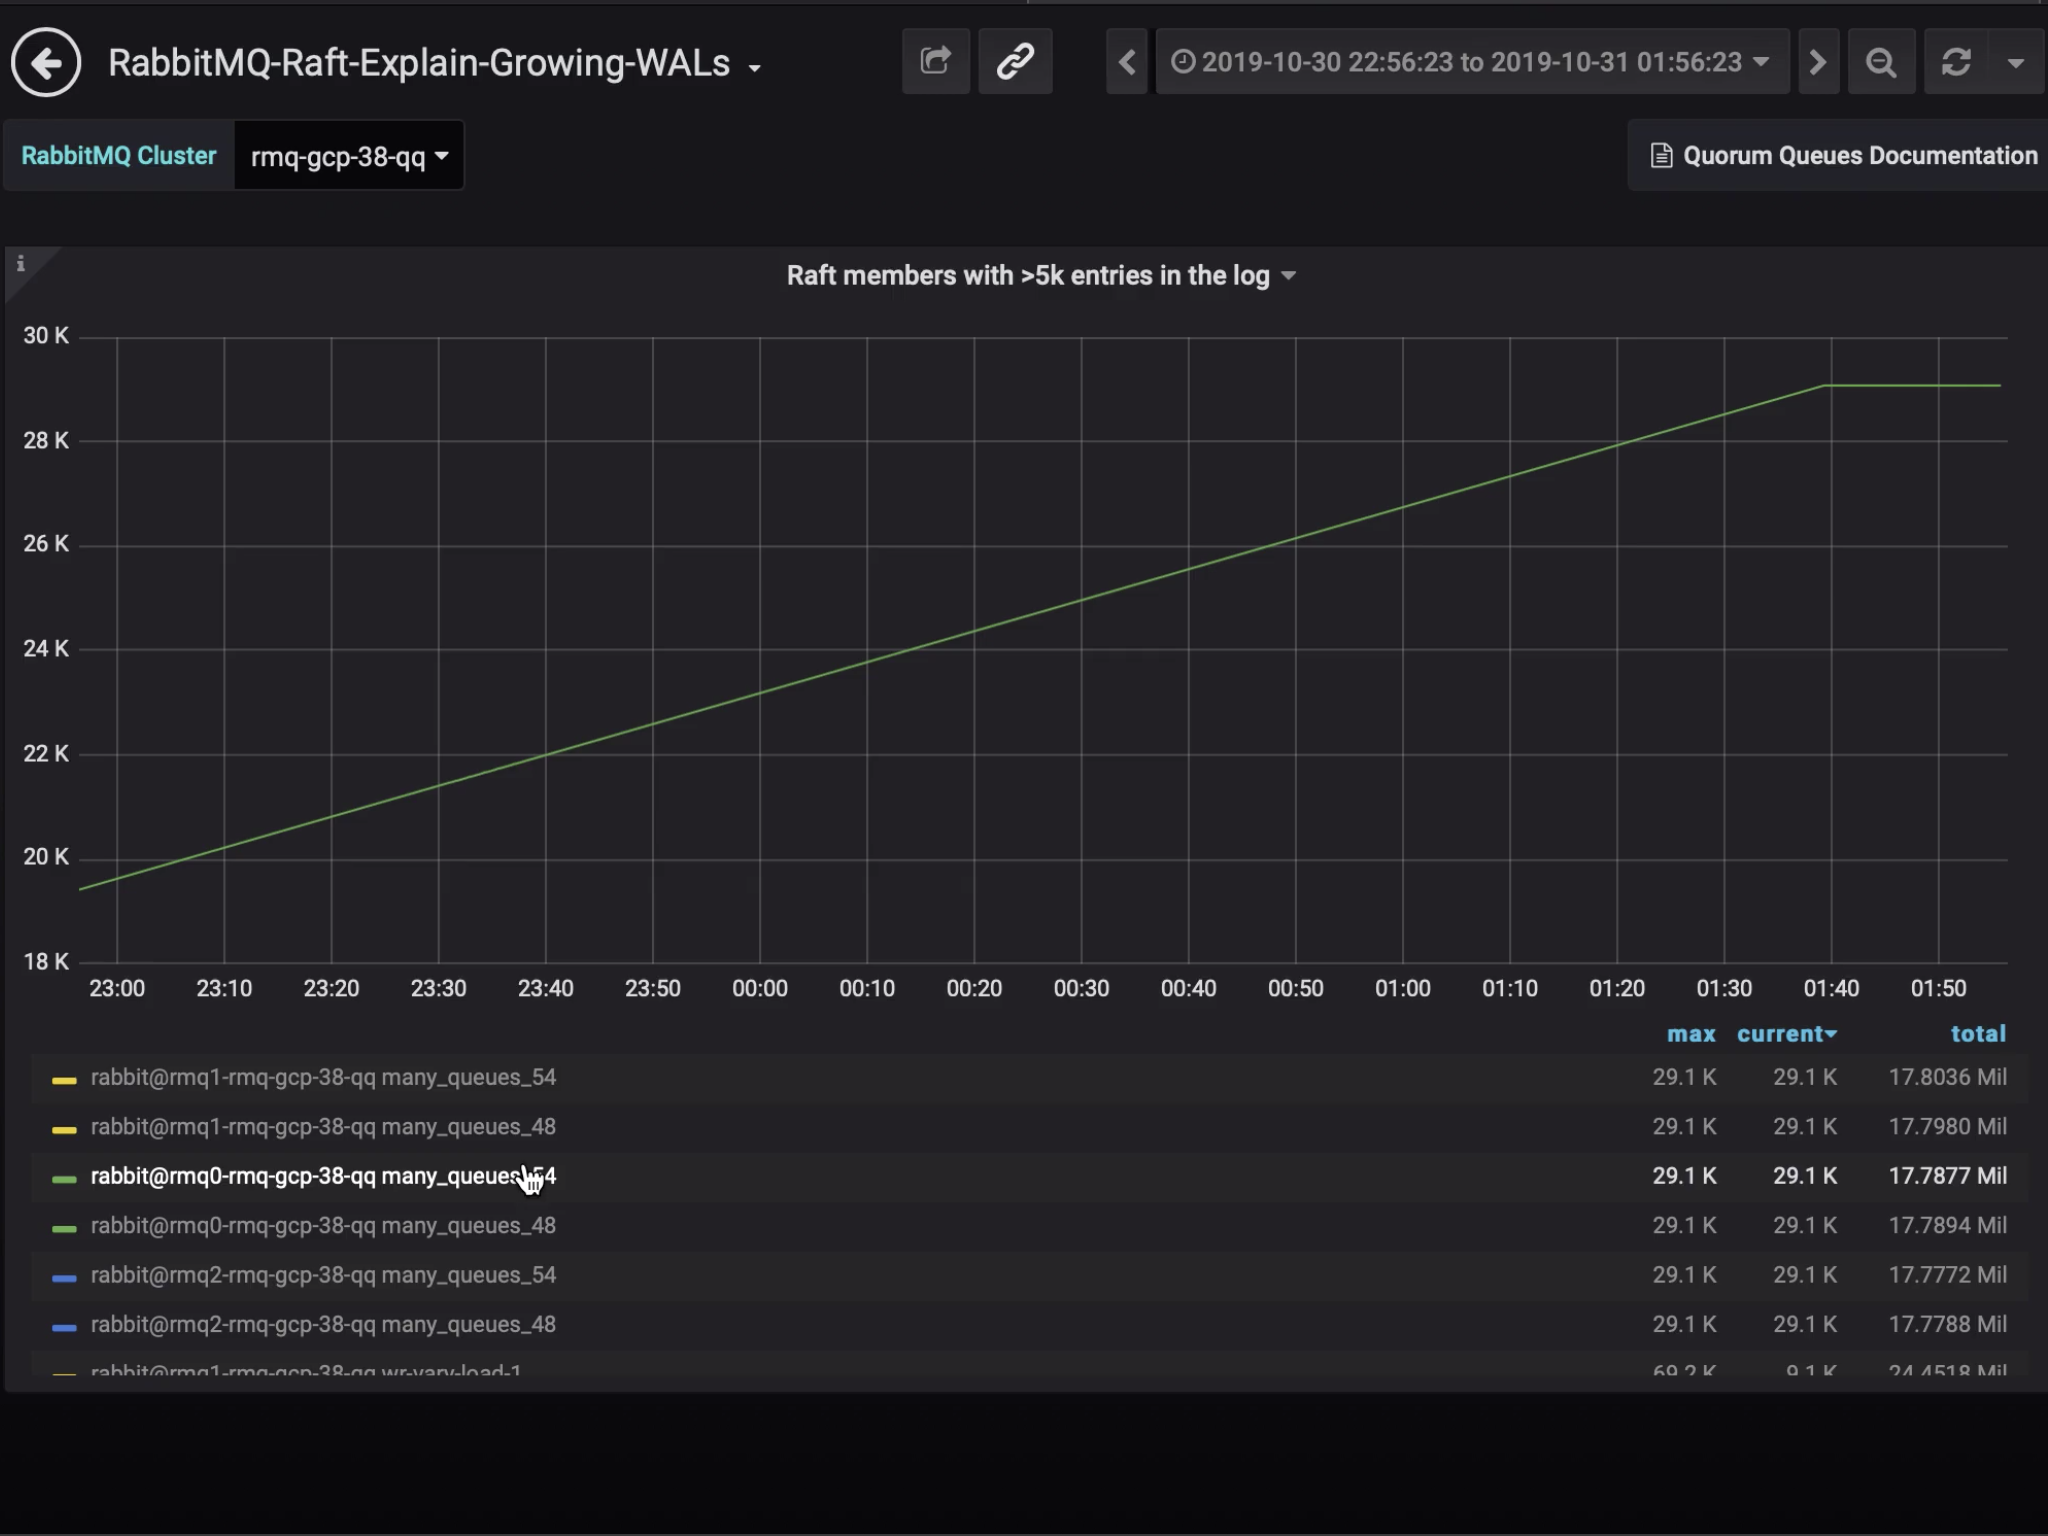 RabbitMQ-Raft-Explain-Growing-WALs
2019-10-30 22:56:23 to 2019-10-31 01:56:23
RabbitMQ Cluster
rmq-gcp-38-qq
Quorum Queues Documentation
i
Raft members with >5k entries in the log
30 K
28 K
26 K
24 K
22 K
20 K
18 K
23:00 23:10 23:20 23:30 23:40 23:50 00:00 00:10 00:20 00:30 00:40 00:50 01:00 01:10 01:20 01:30 01:40 01:50
max current total
rabbit@rmq1-rmq-gcp-38-qq many_queues_54 29.1 K 29.1 K 17.8036 Mil
rabbit@rmq1-rmq-gcp-38-qq many_queues_48 29.1 K 29.1 K 17.7980 Mil
rabbit@rmq0-rmq-gcp-38-qq many_queues_54 29.1 K 29.1 K 17.7877 Mil
rabbit@rmq0-rmq-gcp-38-qq many_queues_48 29.1 K 29.1 K 17.7894 Mil
rabbit@rmq2-rmq-gcp-38-qq many_queues_54 29.1 K 29.1 K 17.7772 Mil
rabbit@rmq2-rmq-gcp-38-qq many_queues_48 29.1 K 29.1 K 17.7788 Mil
rabbit@rmq1-rmq-gcp-38-qq wr-vary-load-1 69.2 K 9.1 K 24.4518 Mil